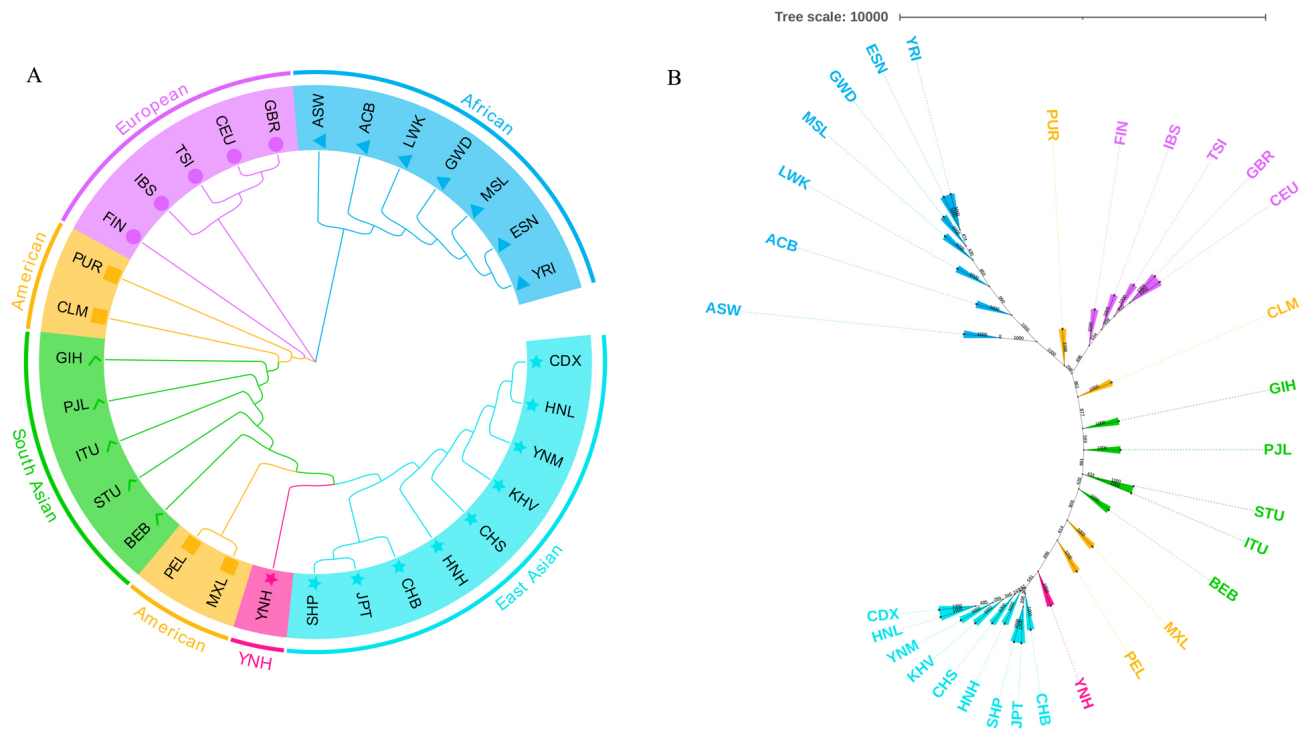 A
European
African
American
South Asian
American
YNH
East Asian
FIN
IBS
TSI
CEU
GBR
ASW
ACB
LWK
GWD
MSL
ESN
YRI
PUR
CLM
GIH
PJL
ITU
STU
BEB
PEL
MXL
YNH
SHP
JPT
CHB
HNH
CHS
KHV
YNM
HNL
CDX
Tree scale: 10000
B
YRI
ESN
GWD
MSL
LWK
ACB
ASW
PUR
FIN
IBS
TSI
GBR
CEU
CLM
GIH
PJL
STU
ITU
BEB
MXL
PEL
YNH
CHB
JPT
SHP
HNH
CHS
KHV
YNM
HNL
CDX